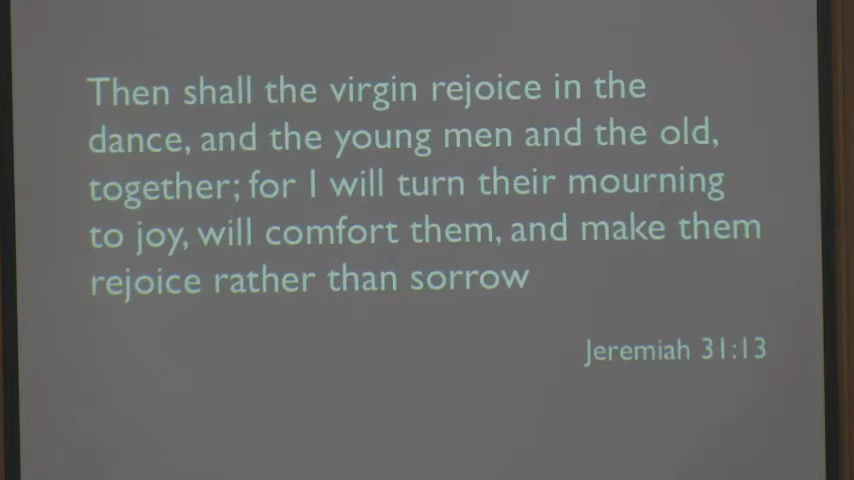 Then shall the virgin rejoice in the
dance, and the young men and the old,
together; for I will turn their mourning
to joy, will comfort them, and make them
rejoice rather than sorrow
Jeremiah 31:13